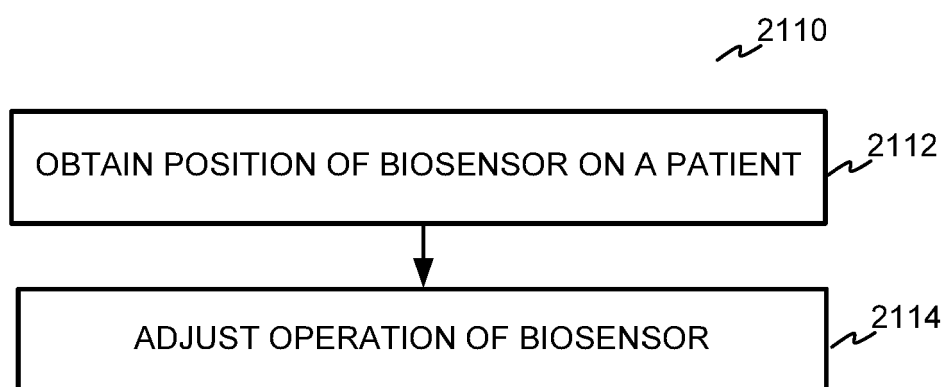 2110
OBTAIN POSITION OF BIOSENSOR ON A PATIENT
2112
ADJUST OPERATION OF BIOSENSOR
2114